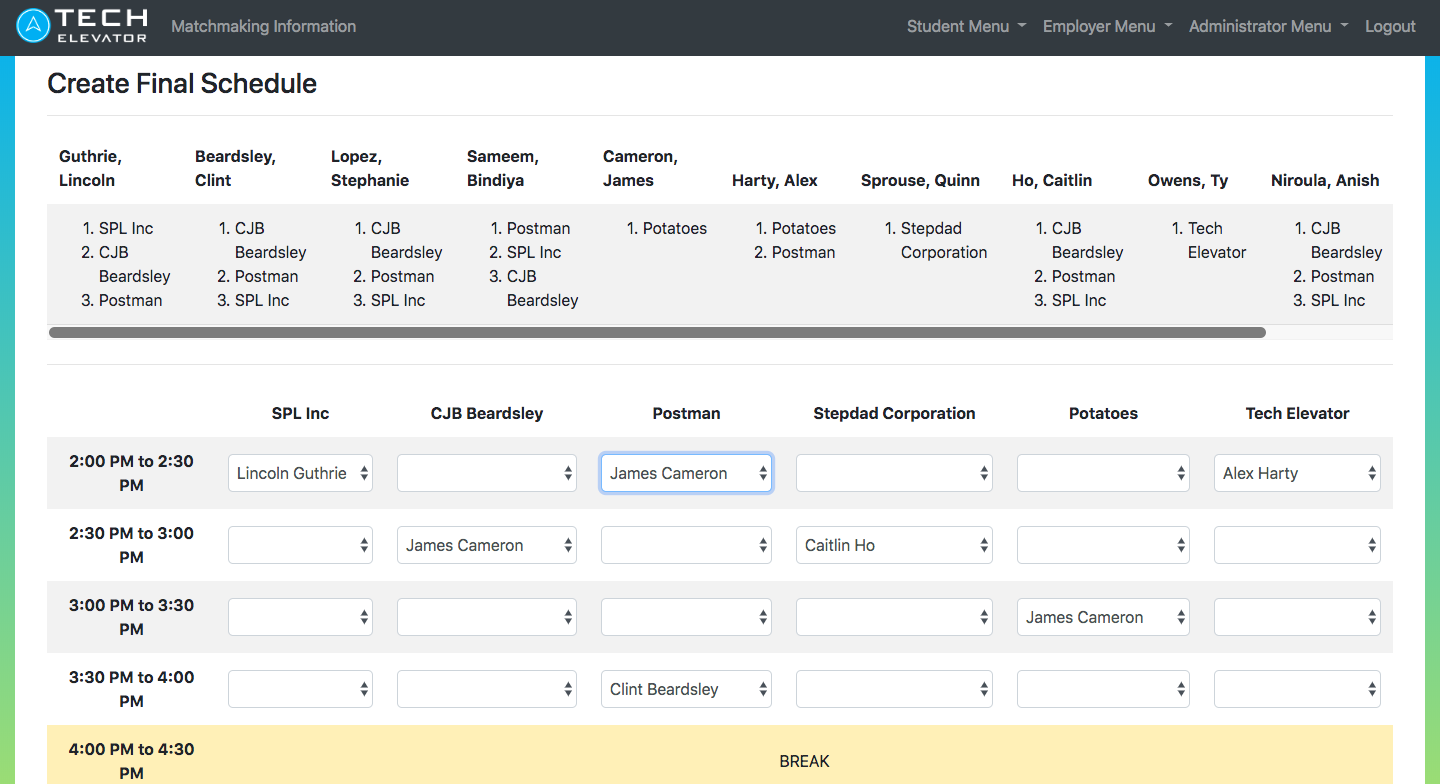 TECH
ELEVATOR
Matchmaking Information
Student Menu
Employer Menu
Administrator Menu
Logout
Create Final Schedule
Guthrie,
Lincoln
Beardsley,
Clint
Lopez,
Stephanie
Sameem,
Bindiya
Cameron,
James
Harty, Alex
Sprouse, Quinn
Ho, Caitlin
Owens, Ty
Niroula, Anish
1. SPL Inc
2. CJB
Beardsley
3. Postman
1. CJB
Beardsley
2. Postman
3. SPL Inc
1. CJB
Beardsley
2. Postman
3. SPL Inc
1. Postman
2. SPL Inc
3. CJB
Beardsley
1. Potatoes
1. Potatoes
2. Postman
1. Stepdad
Corporation
1. CJB
Beardsley
2. Postman
3. SPL Inc
1. Tech
Elevator
1. CJB
Beardsley
2. Postman
3. SPL Inc
SPL Inc
CJB Beardsley
Postman
Stepdad Corporation
Potatoes
Tech Elevator
2:00 PM to 2:30
PM
Lincoln Guthrie
James Cameron
Alex Harty
2:30 PM to 3:00
PM
James Cameron
Caitlin Ho
3:00 PM to 3:30
PM
James Cameron
3:30 PM to 4:00
PM
Clint Beardsley
4:00 PM to 4:30
PM
BREAK